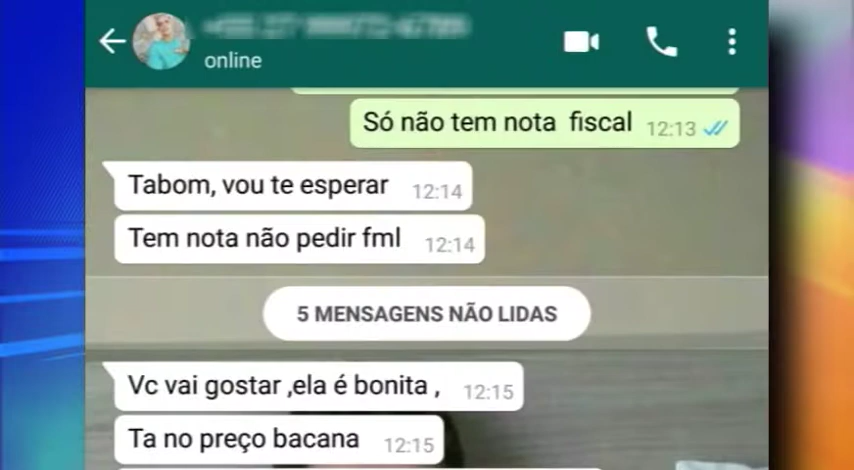 online
Só não tem nota fiscal 12:13
Tabom, vou te esperar 12:14
Tem nota não pedir fml 12:14
5 MENSAGENS NÃO LIDAS
Vc vai gostar ,ela é bonita , 12:15
Ta no preço bacana 12:15